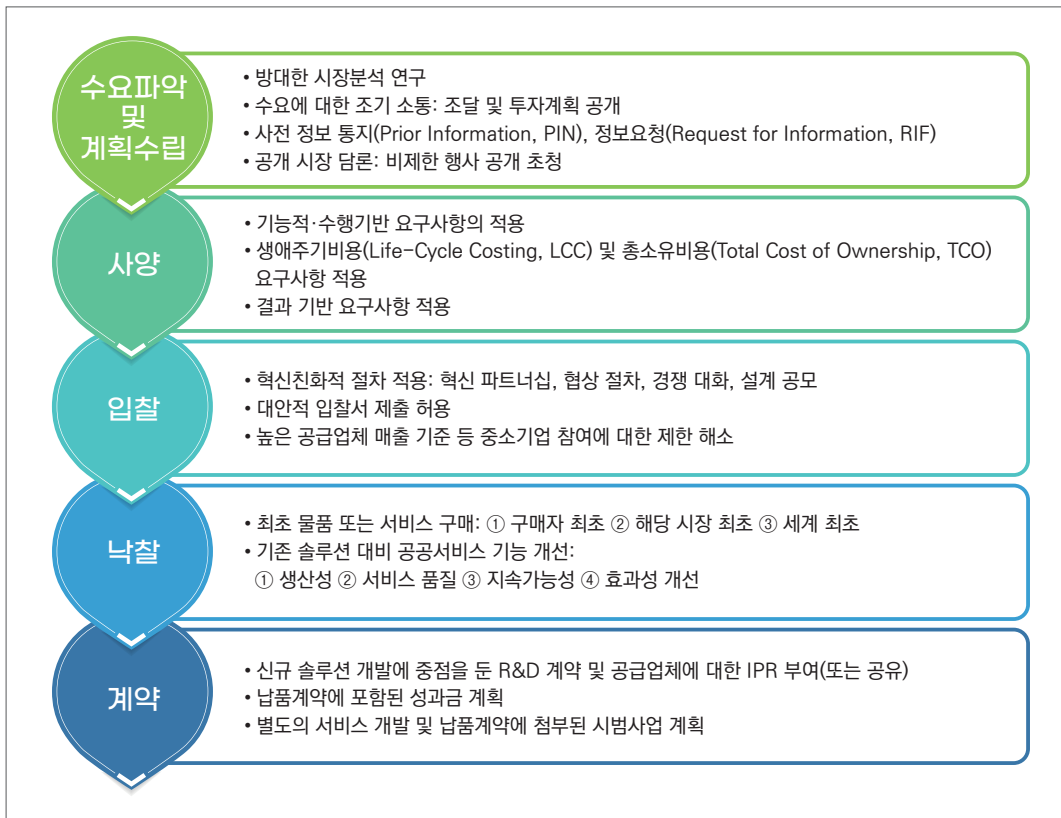 수요파악
및
계획수립
• 방대한 시장분석 연구
• 수요에 대한 조기 소통: 조달 및 투자계획 공개
• 사전 정보 통지(Prior Information, PIN), 정보요청(Request for Information, RIF)
• 공개 시장 담론: 비제한 행사 공개 초청
사양
• 기능적·수행기반 요구사항의 적용
• 생애주기비용(Life-Cycle Costing, LCC) 및 총소유비용(Total Cost of Ownership, TCO)
요구사항 적용
• 결과 기반 요구사항 적용
입찰
• 혁신친화적 절차 적용: 혁신 파트너십, 협상 절차, 경쟁 대화, 설계 공모
• 대안적 입찰서 제출 허용
• 높은 공급업체 매출 기준 등 중소기업 참여에 대한 제한 해소
낙찰
• 최초 물품 또는 서비스 구매: ① 구매자 최초 ② 해당 시장 최초 ③ 세계 최초
• 기존 솔루션 대비 공공서비스 기능 개선:
① 생산성 ② 서비스 품질 ③ 지속가능성 ④ 효과성 개선
계약
• 신규 솔루션 개발에 중점을 둔 R&D 계약 및 공급업체에 대한 IPR 부여(또는 공유)
• 납품계약에 포함된 성과금 계획
• 별도의 서비스 개발 및 납품계약에 첨부된 시범사업 계획